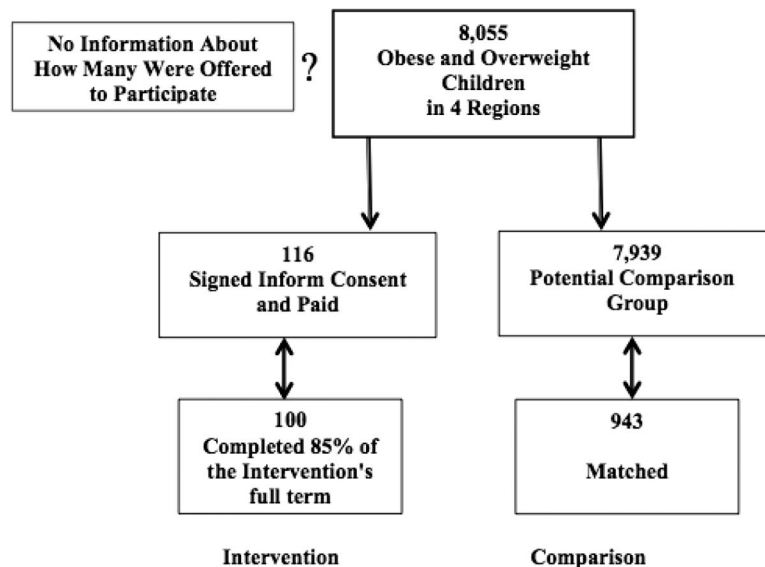 No Information About
How Many Were Offered
to Participate
?
8,055
Obese and Overweight
Children
in 4 Regions
116
Signed Inform Consent
and Paid
7,939
Potential Comparison
Group
100
Completed 85% of
the Intervention's
full term
943
Matched
Intervention
Comparison